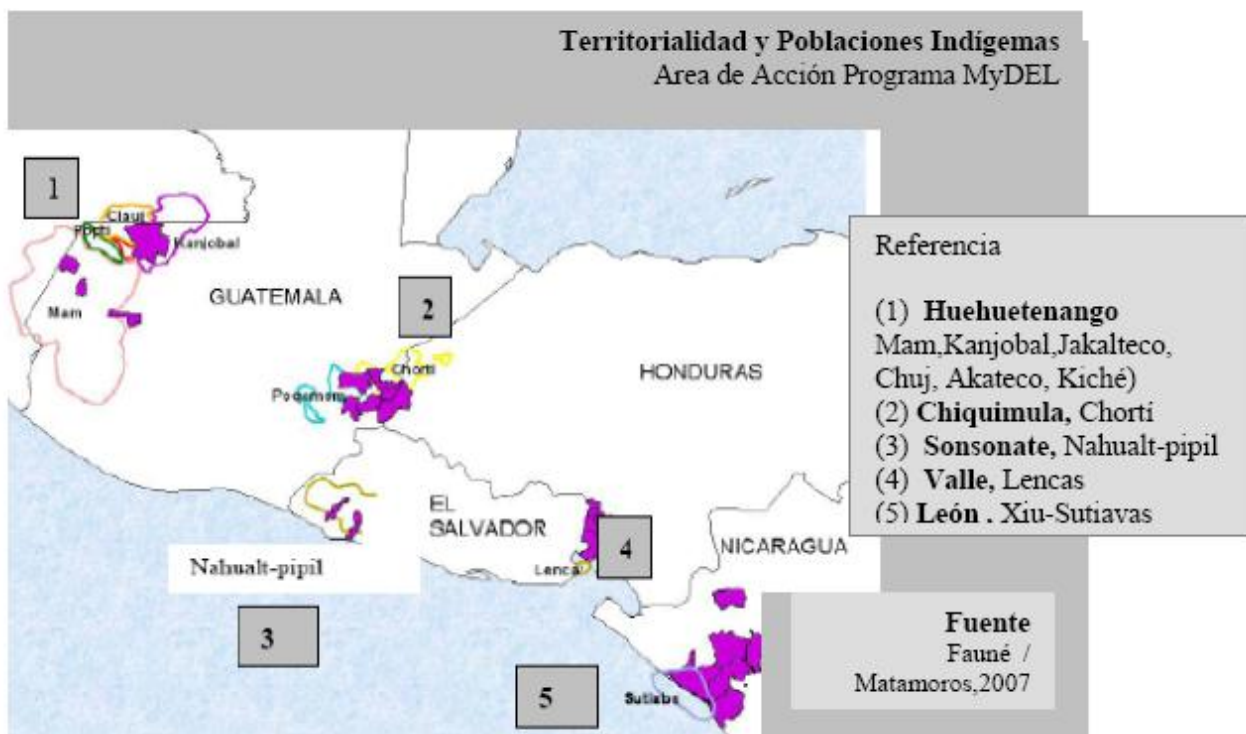 Territorialidad y Poblaciones Indígemas
Area de Acción Programa MyDEL
1
Kanjobal
Mam
GUATEMALA
2
Chorti
HONDURAS
EL
SALVADOR
Nahualt-pipil
3
Lenca
4
NICARAGUA
5
Sutiaba
Referencia
(1) Huehuetenango
Mam,Kanjobal,Jakalteco,
Chuj, Akateco, Kiché)
(2) Chiquimula, Chortí
(3) Sonsonate, Nahualt-pipil
(4) Valle, Lencas
(5) León . Xiu-Sutiavas
Fuente
Fauné /
Matamoros,2007